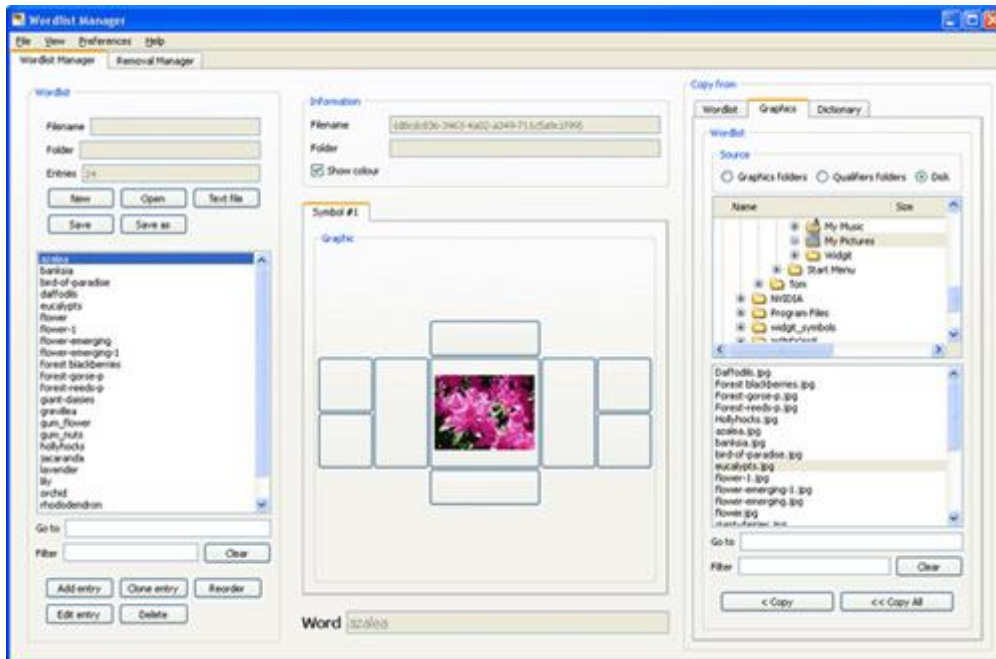 Wordlist Manager
File View Preferences Help
Wordlist Manager Removal Manager
Wordlist
Filename
Folder
Entries 24
New Open Text file
Save Save as
azalea
banksia
bird-of-paradise
daffodils
eucalypts
flower
flower-1
flower-emerging
flower-emerging-1
forest blackberries
forest-gorse-p
forest-reeds-p
giant-daisies
grevillea
gum_flower
gum_nuts
hollyhocks
jacaranda
lavender
lily
orchid
rhododendron
Go to
Filter Clear
Add entry Clone entry Reorder
Edit entry Delete
Information
Filename
Folder
Show colour
Symbol #1
Graphic
Word azalea
Copy from
Wordlist Graphics Dictionary
Wordlist
Source
Graphics folders Qualifiers folders Disk
Name Size
My Music
My Pictures
Widgit
Start Menu
Tom
NVIDIA
Program Files
widgit_symbols
WINDOWS
Daffodils.jpg
Forest blackberries.jpg
Forest-gorse-p.jpg
Forest-reeds-p.jpg
Hollyhocks.jpg
azalea.jpg
banksia.jpg
bird-of-paradise.jpg
eucalypts.jpg
flower-1.jpg
flower-emerging-1.jpg
flower-emerging.jpg
flower.jpg
Go to
Filter Clear
< Copy << Copy All